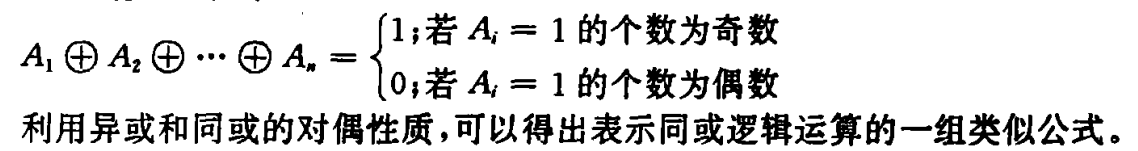 A₁ ⊕ A₂ ⊕ ⋯ ⊕ Aₙ = {1;若 Aᵢ = 1 的个数为奇数
0;若 Aᵢ = 1 的个数为偶数
利用异或和同或的对偶性质,可以得出表示同或逻辑运算的一组类似公式。